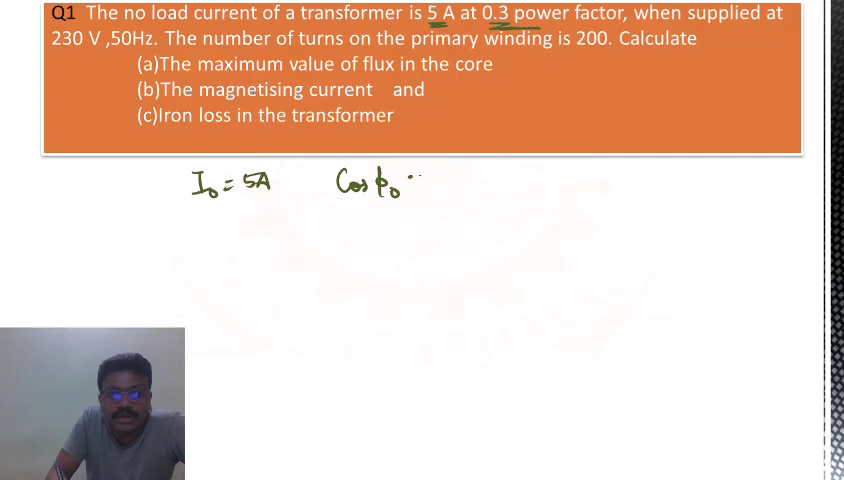 Q1 The no load current of a transformer is 5 A at 0.3 power factor, when supplied at
230 V ,50Hz. The number of turns on the primary winding is 200. Calculate
(a)The maximum value of flux in the core
(b)The magnetising current and
(c)Iron loss in the transformer
I₀ = 5A Cos ϕ₀